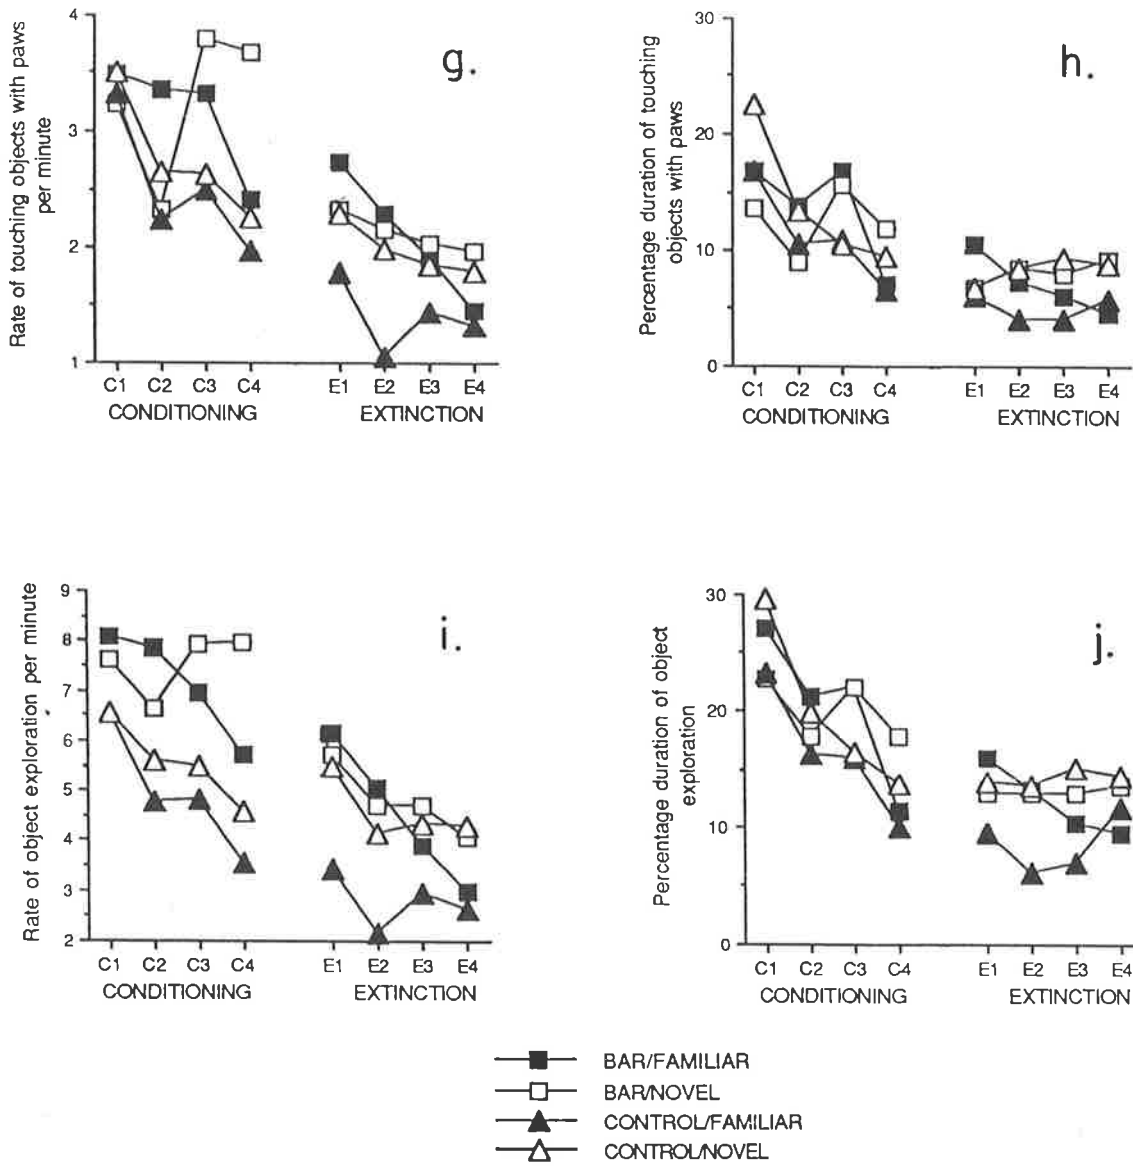 g.
Rate of touching objects with paws
per minute
4
3
2
1
C1 C2 C3 C4 E1 E2 E3 E4
CONDITIONING EXTINCTION
h.
Percentage duration of touching
objects with paws
30
20
10
0
C1 C2 C3 C4 E1 E2 E3 E4
CONDITIONING EXTINCTION
i.
Rate of object exploration per minute
9
8
7
6
5
4
3
2
C1 C2 C3 C4 E1 E2 E3 E4
CONDITIONING EXTINCTION
j.
Percentage duration of object
exploration
30
20
10
0
C1 C2 C3 C4 E1 E2 E3 E4
CONDITIONING EXTINCTION
BAR/FAMILIAR
BAR/NOVEL
CONTROL/FAMILIAR
CONTROL/NOVEL